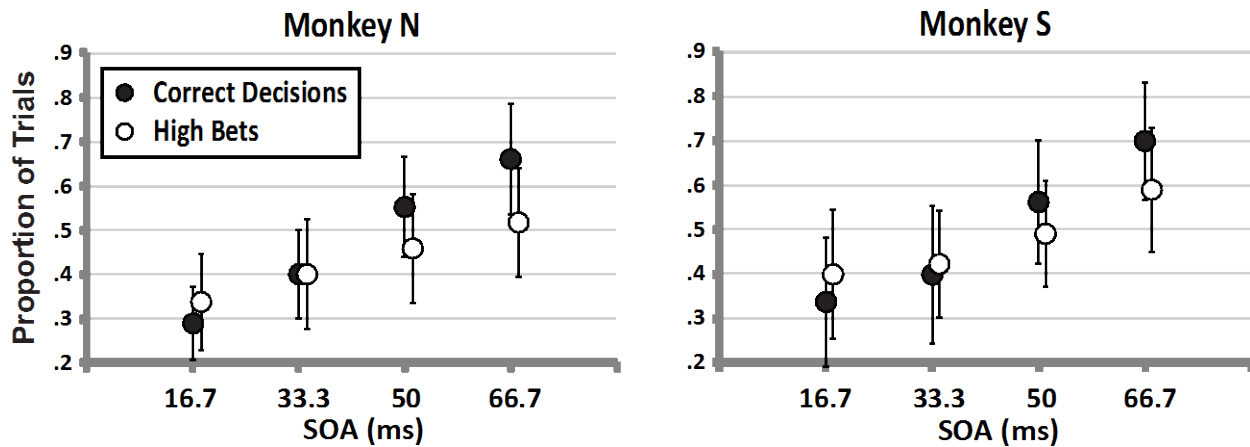 Monkey N
Proportion of Trials
.9
.8
.7
.6
.5
.4
.3
.2
Correct Decisions
High Bets
16.7 33.3 50 66.7
SOA (ms)
Monkey S
.9
.8
.7
.6
.5
.4
.3
.2
16.7 33.3 50 66.7
SOA (ms)